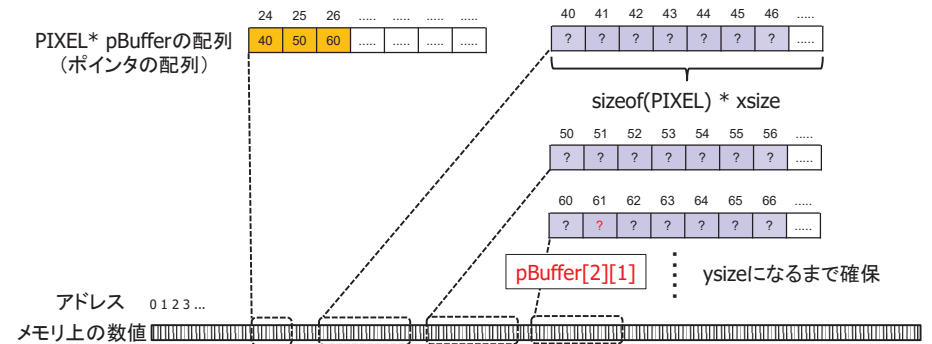 24 25 26 ..... ..... ..... .....
PIXEL* pBufferの配列 40 50 60 ..... ..... ..... .....
（ポインタの配列）
40 41 42 43 44 45 46 .....
? ? ? ? ? ? ? .....
sizeof(PIXEL) * xsize
50 51 52 53 54 55 56 .....
? ? ? ? ? ? ? .....
60 61 62 63 64 65 66 .....
? ? ? ? ? ? ? .....
pBuffer[2][1]
ysizeになるまで確保
アドレス 0 1 2 3 ...
メモリ上の数値